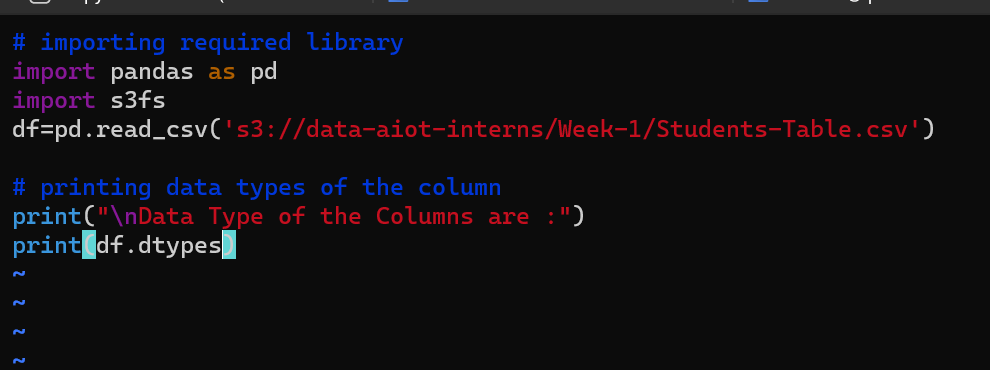 # importing required library
import pandas as pd
import s3fs
df=pd.read_csv('s3://data-aiot-interns/Week-1/Students-Table.csv')
# printing data types of the column
print("\nData Type of the Columns are :")
print(df.dtypes)
~
~
~
~